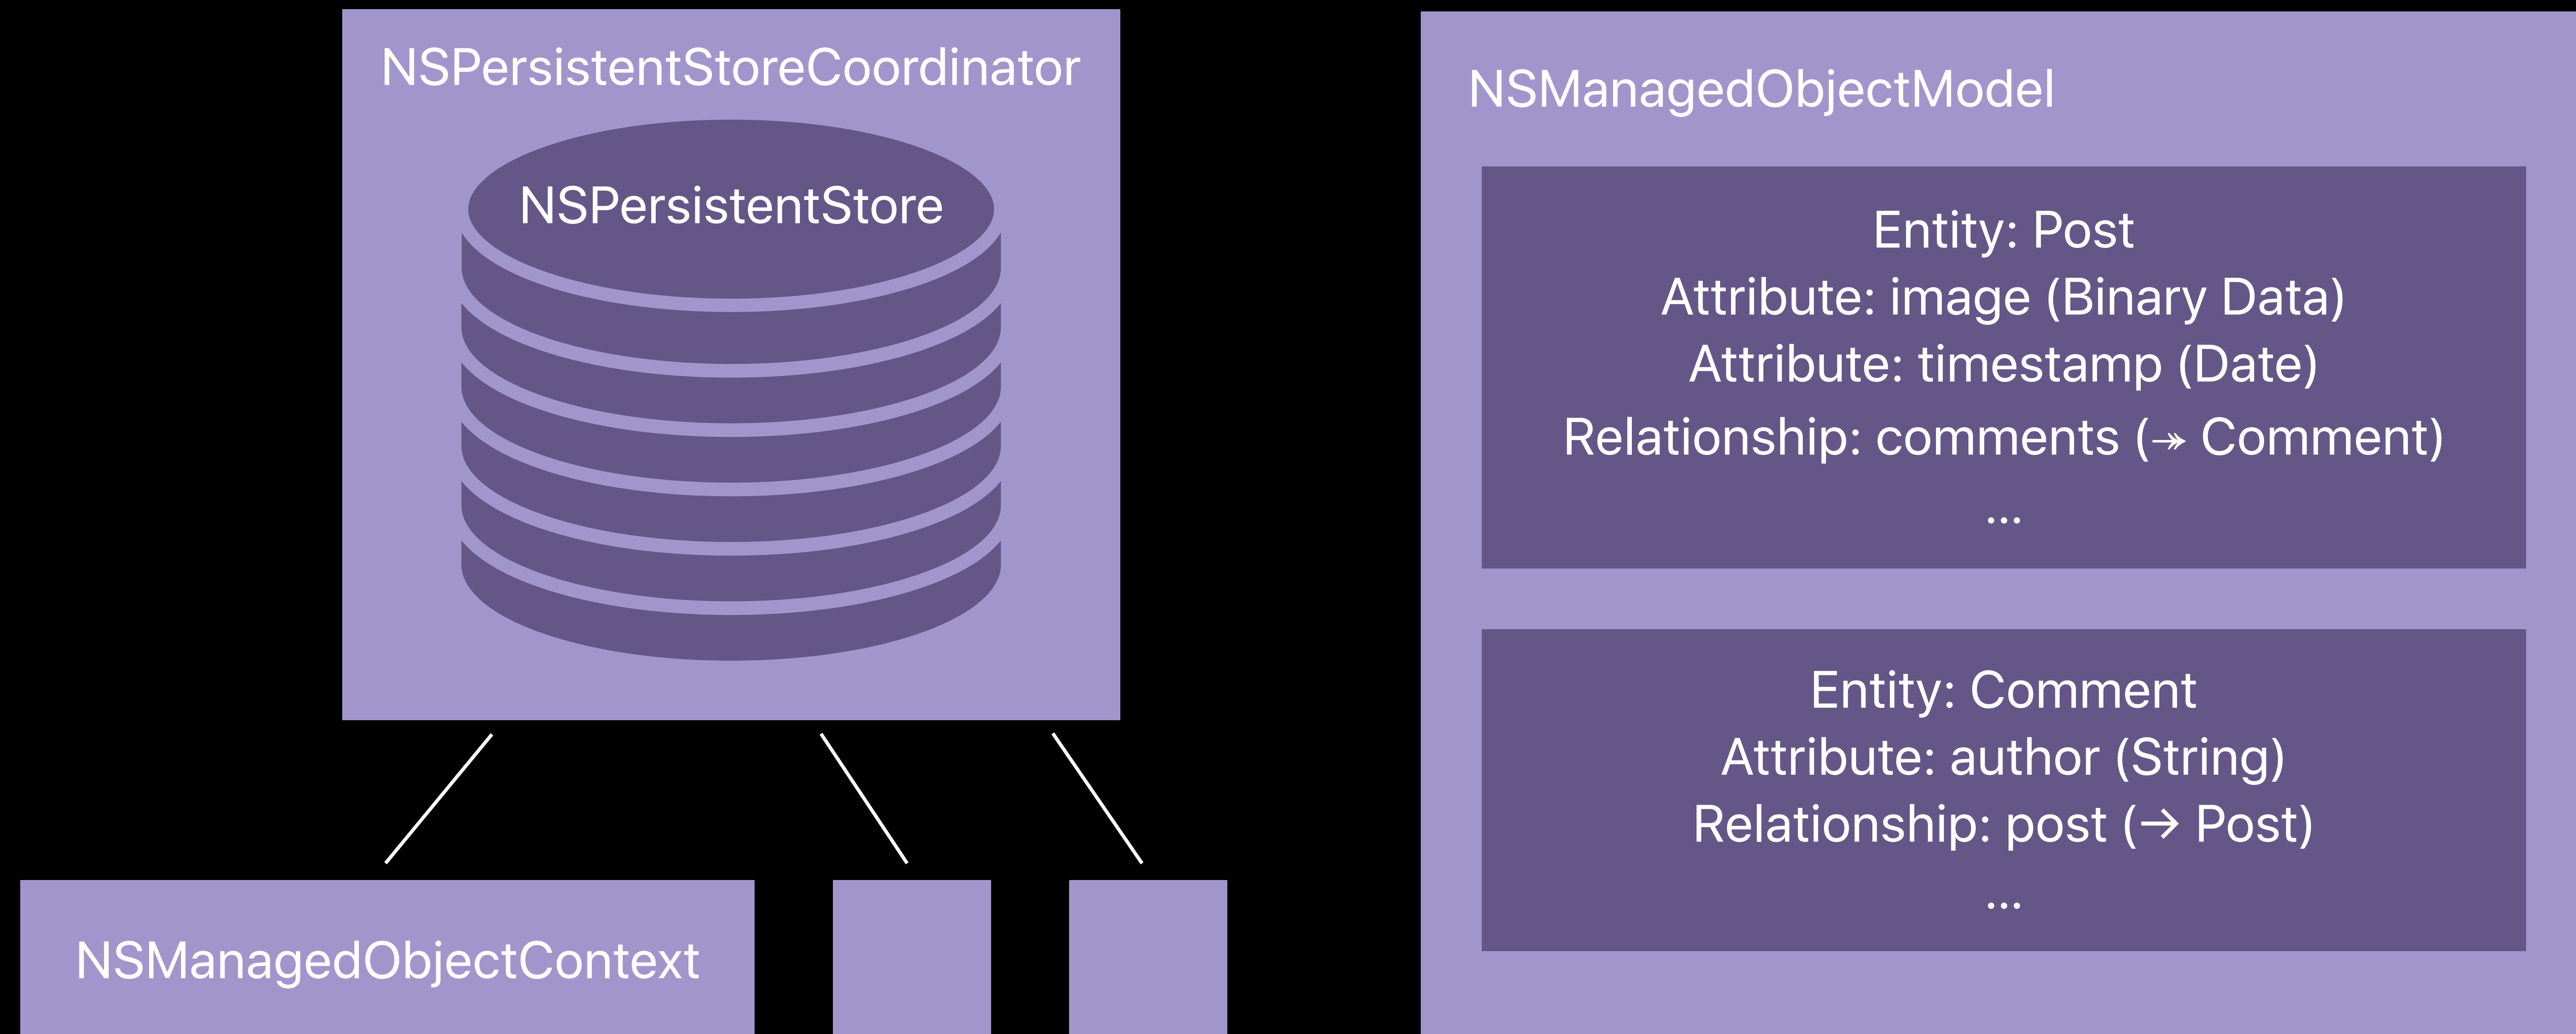 NSPersistentStoreCoordinator
NSPersistentStore
NSManagedObjectContext
NSManagedObjectModel
Entity: Post
Attribute: image (Binary Data)
Attribute: timestamp (Date)
Relationship: comments (↠ Comment)
...
Entity: Comment
Attribute: author (String)
Relationship: post (→ Post)
...